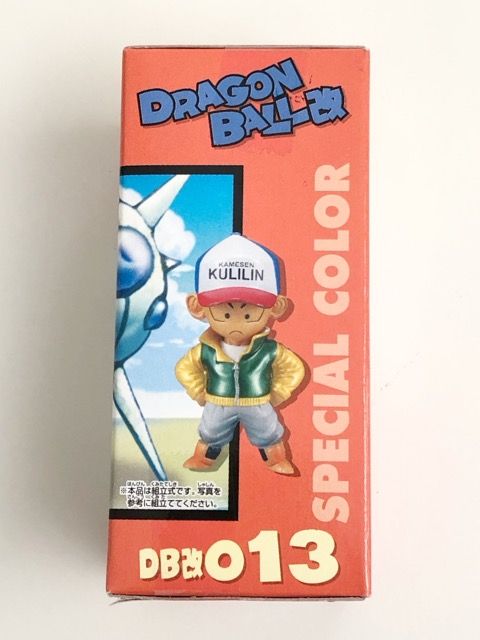 DRAGON
BALL改
SPECIAL COLOR
KAMESEN
KULILIN
※本品は組立式です。写真を
参考に組立ててください。
DB改013